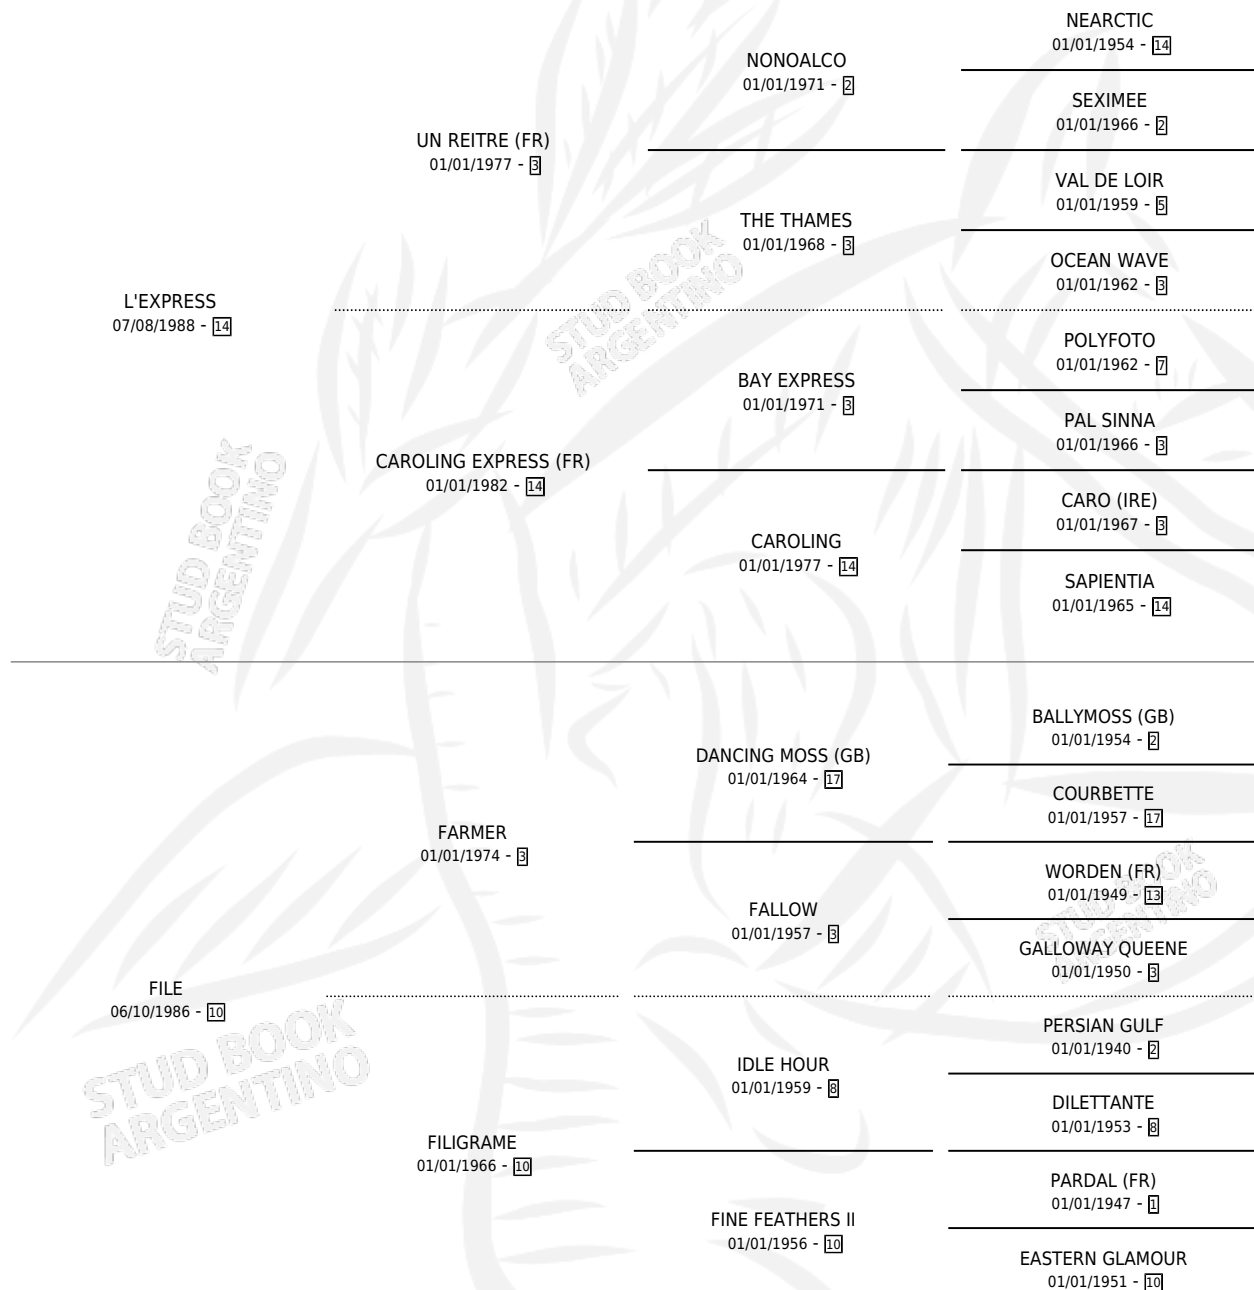 NEARCTIC
01/01/1954 - 14
NONOALCO
01/01/1971 - 2
SEXIMEE
01/01/1966 - 2
UN REITRE (FR)
01/01/1977 - 3
VAL DE LOIR
01/01/1959 - 5
THE THAMES
01/01/1968 - 3
OCEAN WAVE
01/01/1962 - 3
L'EXPRESS
07/08/1988 - 14
POLYFOTO
01/01/1962 - 7
BAY EXPRESS
01/01/1971 - 3
PAL SINNA
01/01/1966 - 3
CAROLING EXPRESS (FR)
01/01/1982 - 14
CARO (IRE)
01/01/1967 - 3
CAROLING
01/01/1977 - 14
SAPIENTIA
01/01/1965 - 14
STUD BOOK
ARGENTINO
STUD BOOK
ARGENTINO
BALLYMOSS (GB)
01/01/1954 - 2
DANCING MOSS (GB)
01/01/1964 - 17
COURBETTE
01/01/1957 - 17
FARMER
01/01/1974 - 3
WORDEN (FR)
01/01/1949 - 13
FALLOW
01/01/1957 - 3
GALLOWAY QUEENE
01/01/1950 - 3
STUD BOOK
ARGENTINO
FILE
06/10/1986 - 10
PERSIAN GULF
01/01/1940 - 2
IDLE HOUR
01/01/1959 - 8
DILETTANTE
01/01/1953 - 8
STUD BOOK
ARGENTINO
FILIGRAME
01/01/1966 - 10
PARDAL (FR)
01/01/1947 - 1
FINE FEATHERS II
01/01/1956 - 10
EASTERN GLAMOUR
01/01/1951 - 10